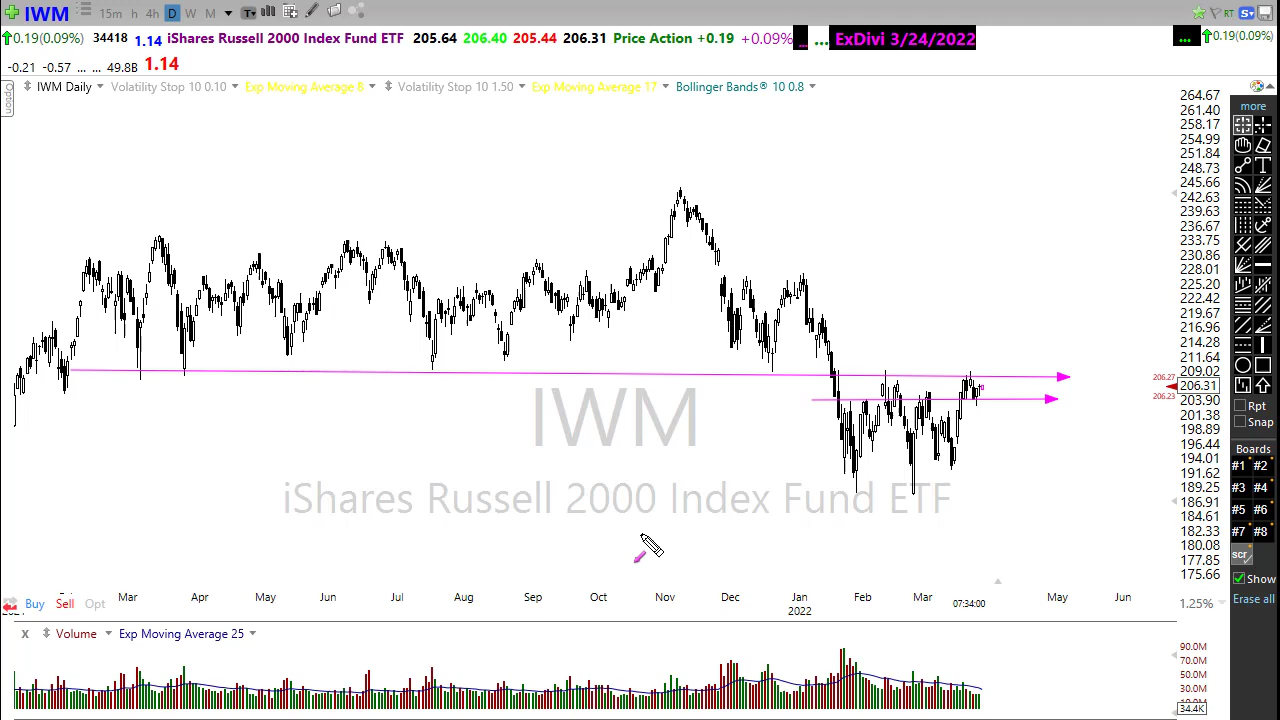 IWM 15m h 4h D W M T RT S
0.19(0.09%) 34418 1.14 iShares Russell 2000 Index Fund ETF 205.64 206.40 205.44 206.31 Price Action +0.19 +0.09% ... ... ExDivi 3/24/2022 ... 0.19(0.09%)
-0.21 -0.57 ... ... 49.8B 1.14
Option
IWM Daily Volatility Stop 10 0.10 Exp Moving Average 8 Volatility Stop 10 1.50 Exp Moving Average 17 Bollinger Bands® 10 0.8
264.67
261.40
258.17
254.99
251.84
248.73
245.66
242.63
239.63
236.67
233.75
230.86
228.01
225.20
222.42
219.67
216.96
214.28
211.64
209.02
206.27
206.31
206.23
203.90
201.38
198.89
196.44
194.01
191.62
189.25
186.91
184.61
182.33
180.08
177.85
175.66
more
Rpt
Snap
Boards
#1 #2
#3 #4
#5 #6
#7 #8
scr
Show
Erase all
IWM
iShares Russell 2000 Index Fund ETF
Mar Apr May Jun Jul Aug Sep Oct Nov Dec Jan Feb Mar 07:34:00 May Jun
2022
Buy Sell Opt 1.25%
X Volume Exp Moving Average 25
90.0M
70.0M
50.0M
30.0M
34.4K